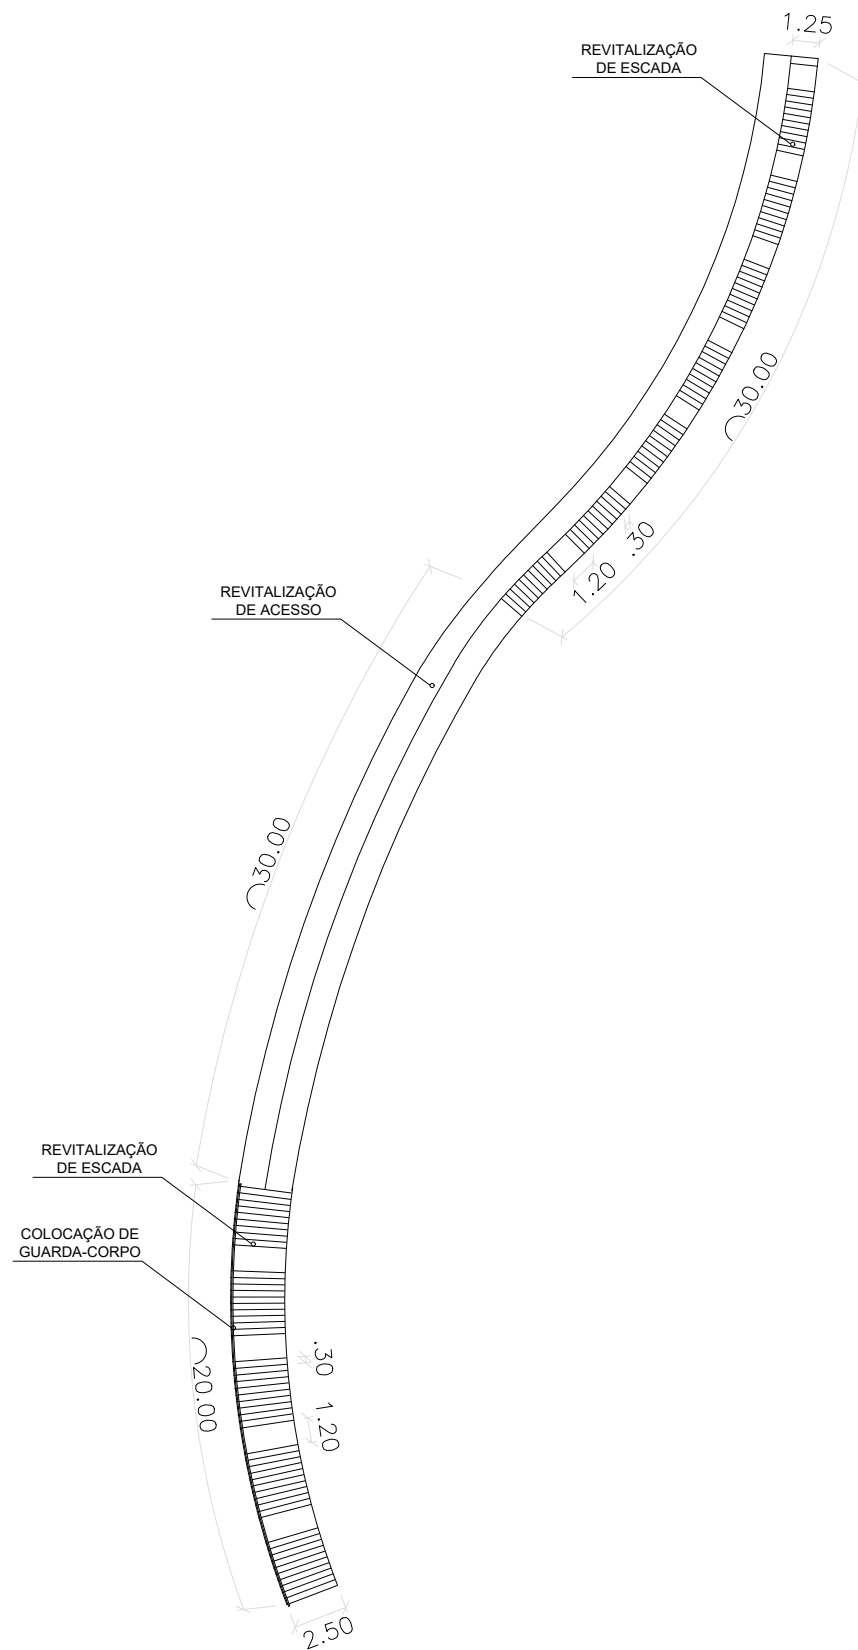 1.25
REVITALIZAÇÃO
DE ESCADA
30.00
.30
1.20
REVITALIZAÇÃO
DE ACESSO
30.00
REVITALIZAÇÃO
DE ESCADA
COLOCAÇÃO DE
GUARDA-CORPO
.30
20.00
1.20
2.50